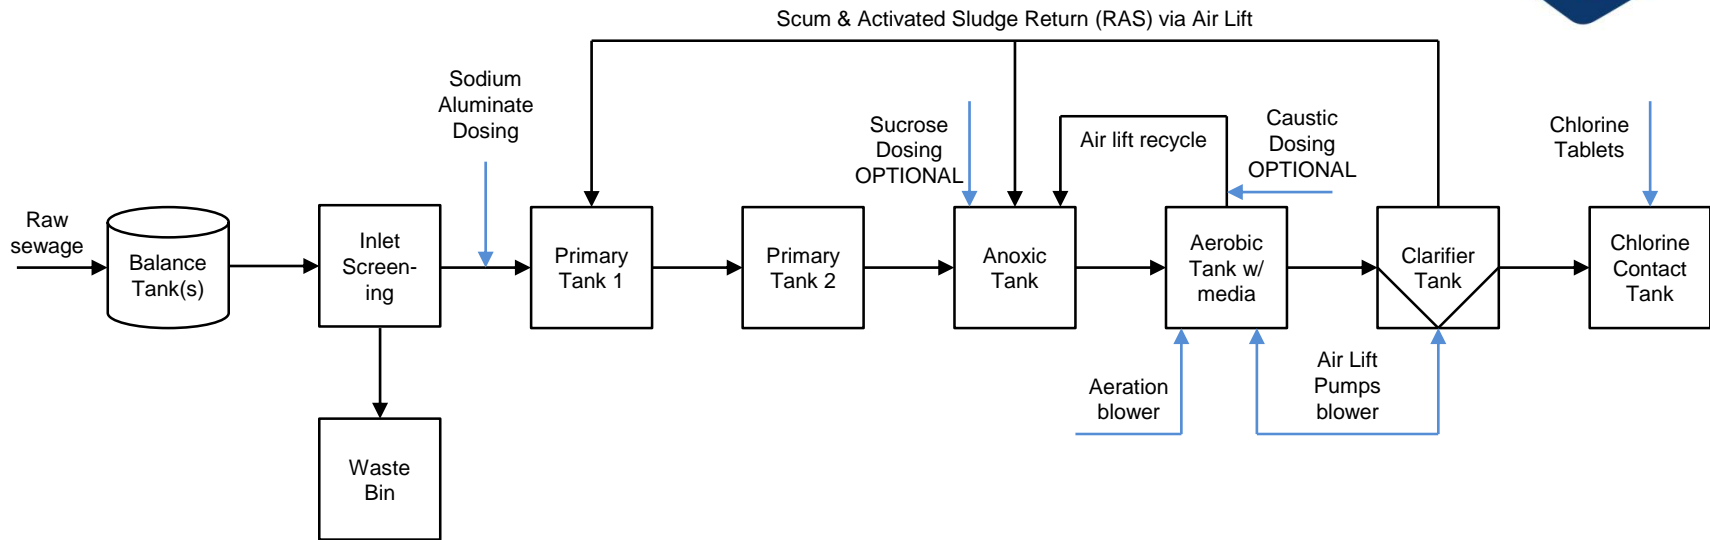 Scum & Activated Sludge Return (RAS) via Air Lift
Sodium
Aluminate
Dosing
Sucrose
Dosing
OPTIONAL
Air lift recycle
Caustic
Dosing
OPTIONAL
Chlorine
Tablets
Raw
sewage
Balance
Tank(s)
Inlet
Screen-
ing
Primary
Tank 1
Primary
Tank 2
Anoxic
Tank
Aerobic
Tank w/
media
Clarifier
Tank
Chlorine
Contact
Tank
Aeration
blower
Air Lift
Pumps
blower
Waste
Bin